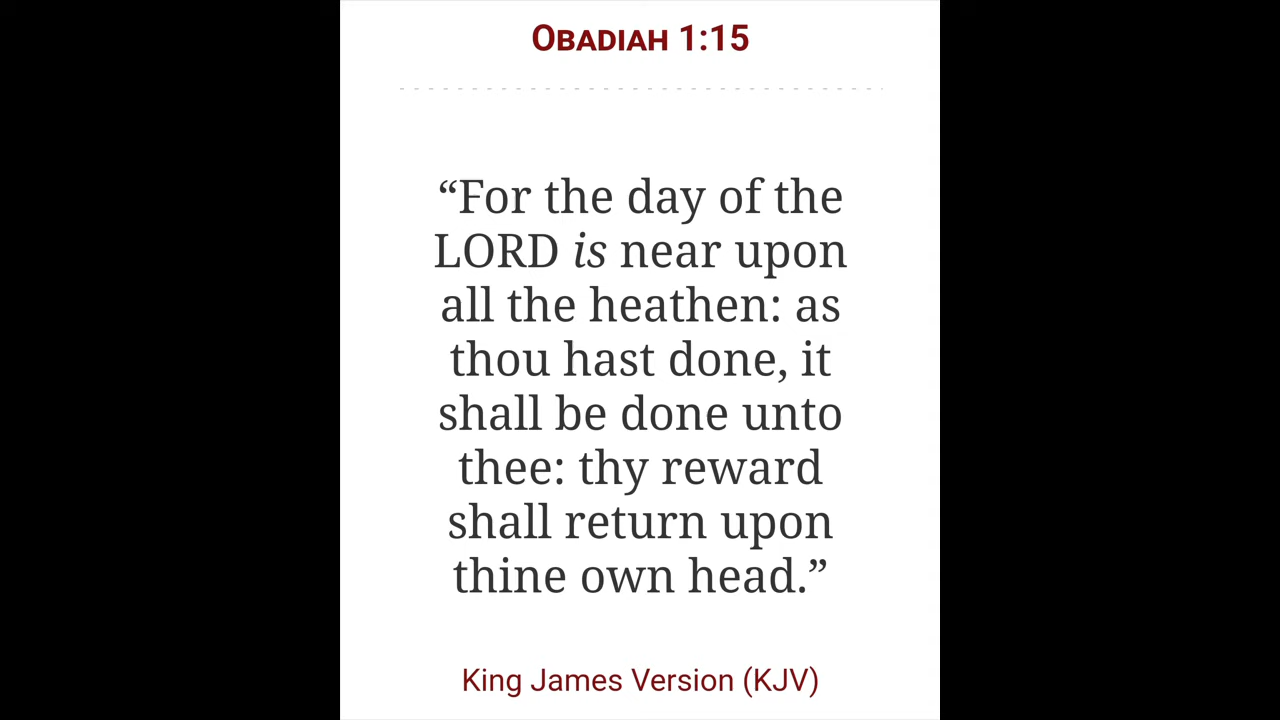 OBADIAH 1:15
“For the day of the
LORD is near upon
all the heathen: as
thou hast done, it
shall be done unto
thee: thy reward
shall return upon
thine own head.”
King James Version (KJV)